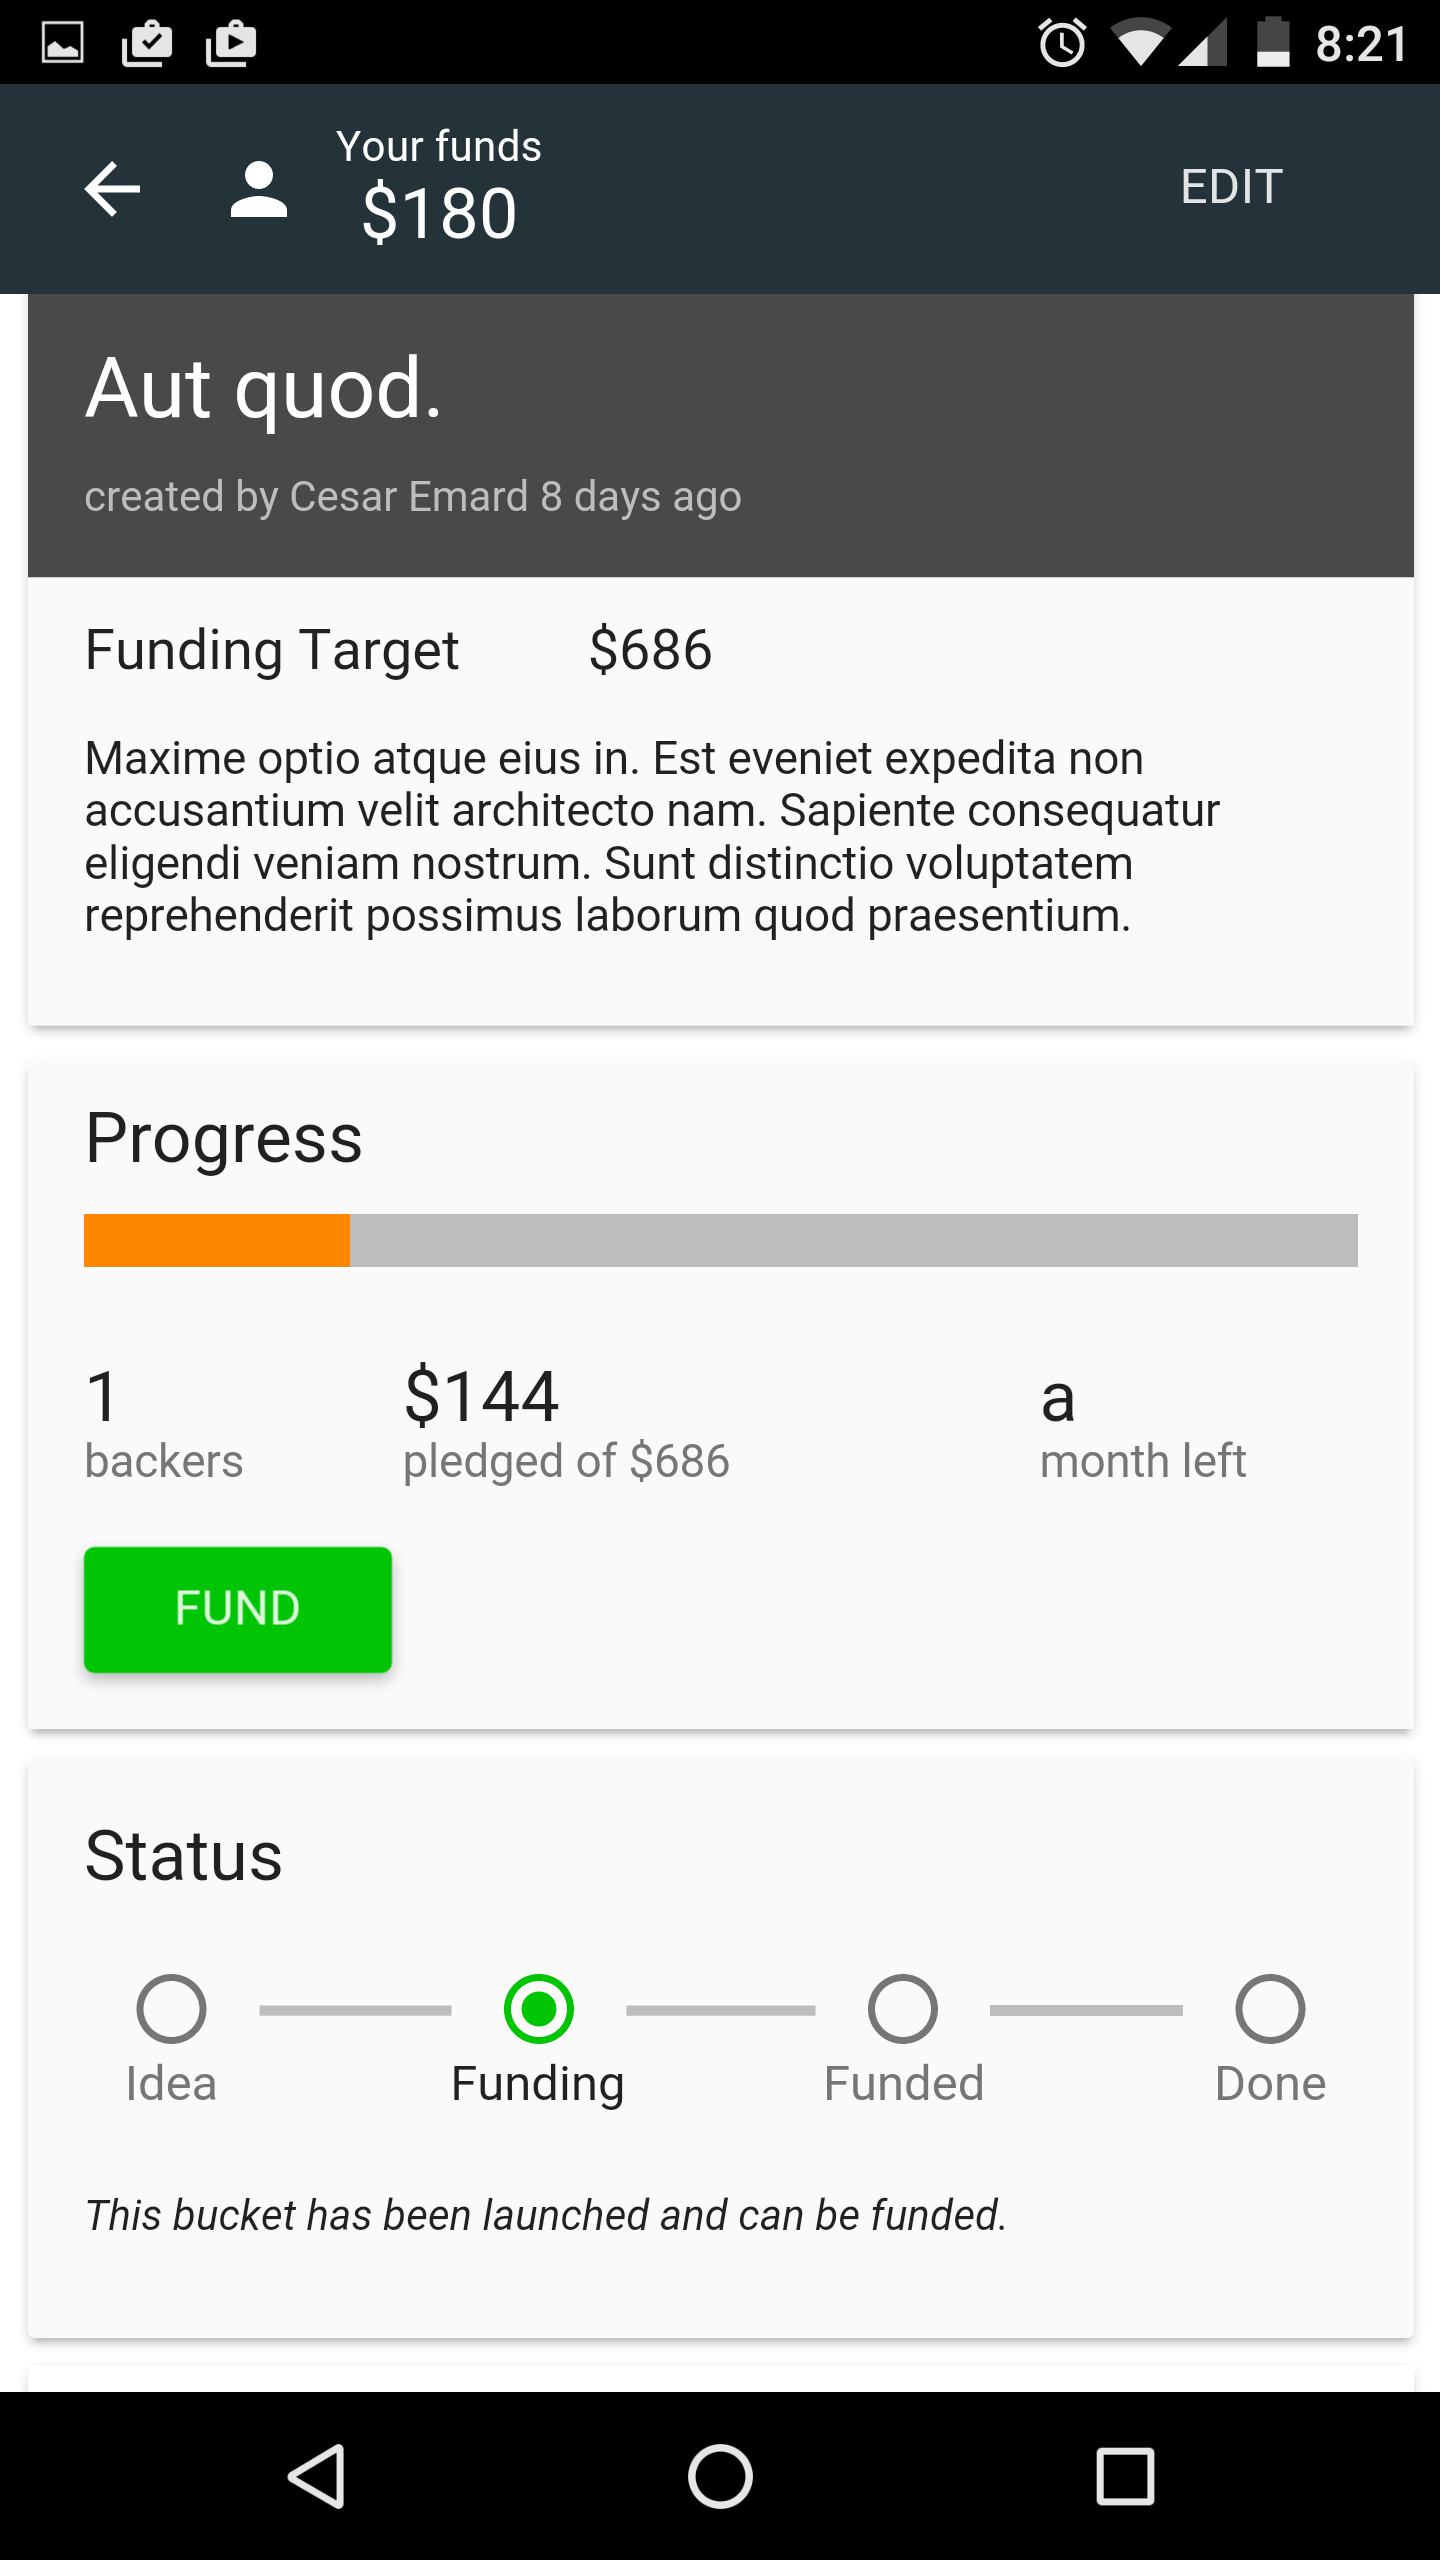 8:21
Your funds
$180
EDIT
Aut quod.
created by Cesar Emard 8 days ago
Funding Target $686
Maxime optio atque eius in. Est eveniet expedita non
accusantium velit architecto nam. Sapiente consequatur
eligendi veniam nostrum. Sunt distinctio voluptatem
reprehenderit possimus laborum quod praesentium.
Progress
1 $144 a
backers pledged of $686 month left
FUND
Status
Idea Funding Funded Done
This bucket has been launched and can be funded.